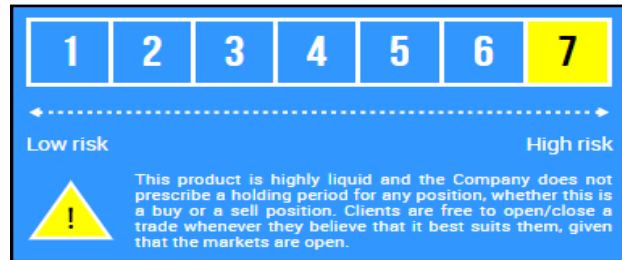 1 2 3 4 5 6 7
Low risk High risk
This product is highly liquid and the Company does not
prescribe a holding period for any position, whether this is
! a buy or a sell position. Clients are free to open/close a
trade whenever they believe that it best suits them, given
that the markets are open.